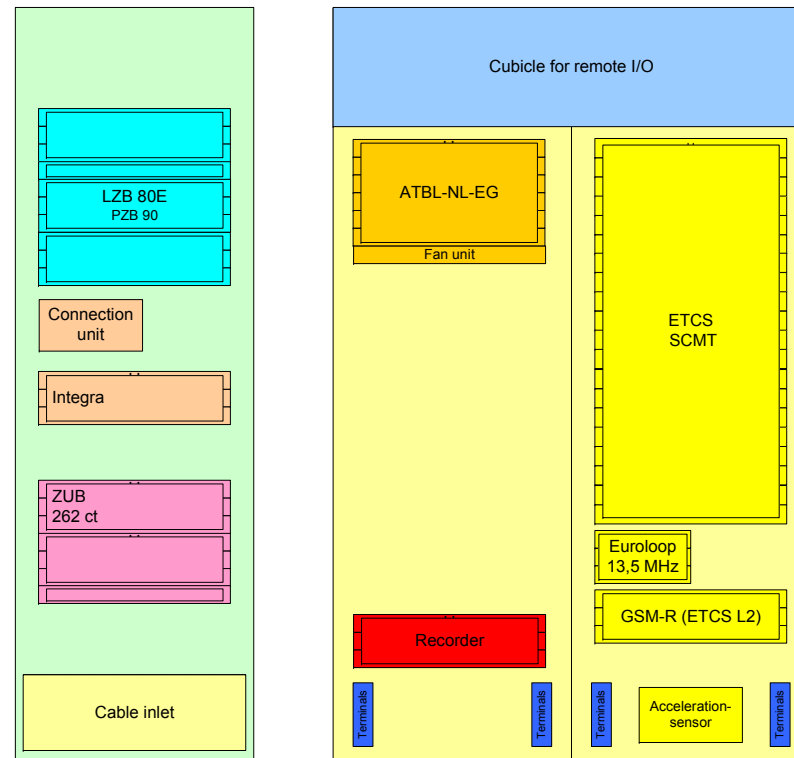 LZB 80E
PZB 90
Connection
unit
Integra
ZUB
262 ct
Cable inlet
Cubicle for remote I/O
ATBL-NL-EG
Fan unit
Recorder
Terminals
Terminals
ETCS
SCMT
Euroloop
13,5 MHz
GSM-R (ETCS L2)
Terminals
Acceleration-
sensor
Terminals